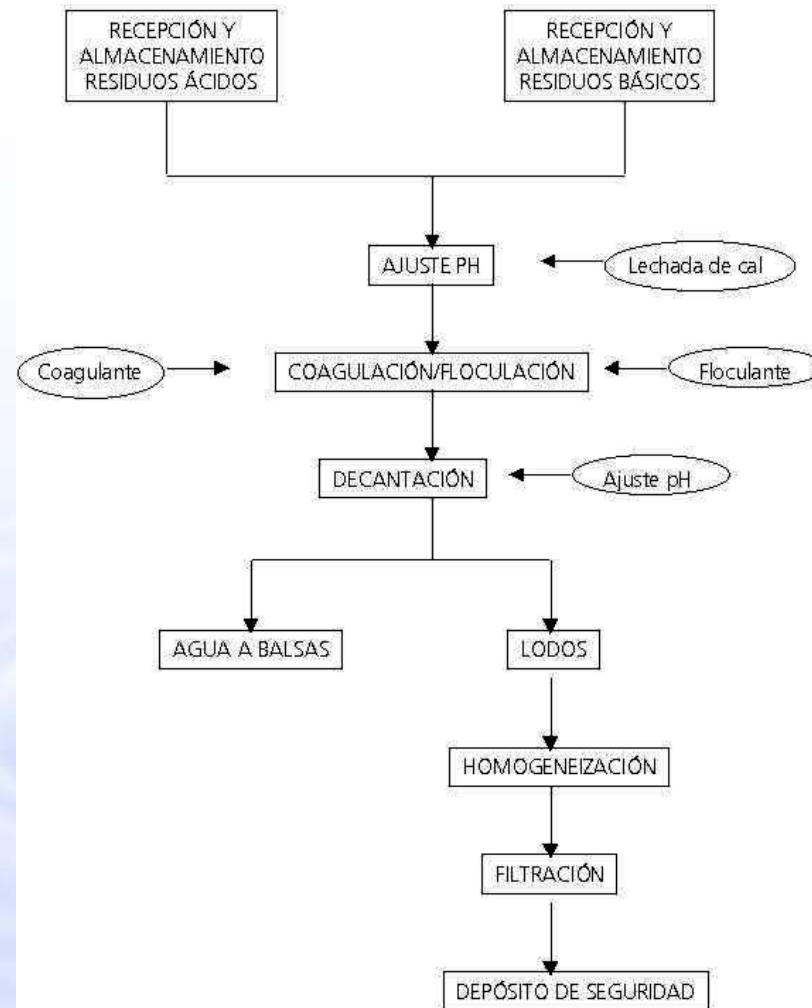 RECEPCIÓN Y
ALMACENAMIENTO
RESIDUOS ÁCIDOS
RECEPCIÓN Y
ALMACENAMIENTO
RESIDUOS BÁSICOS
AJUSTE PH
Lechada de cal
Coagulante
COAGULACIÓN/FLOCULACIÓN
Floculante
DECANTACIÓN
Ajuste pH
AGUA A BALSAS
LODOS
HOMOGENEIZACIÓN
FILTRACIÓN
DEPÓSITO DE SEGURIDAD